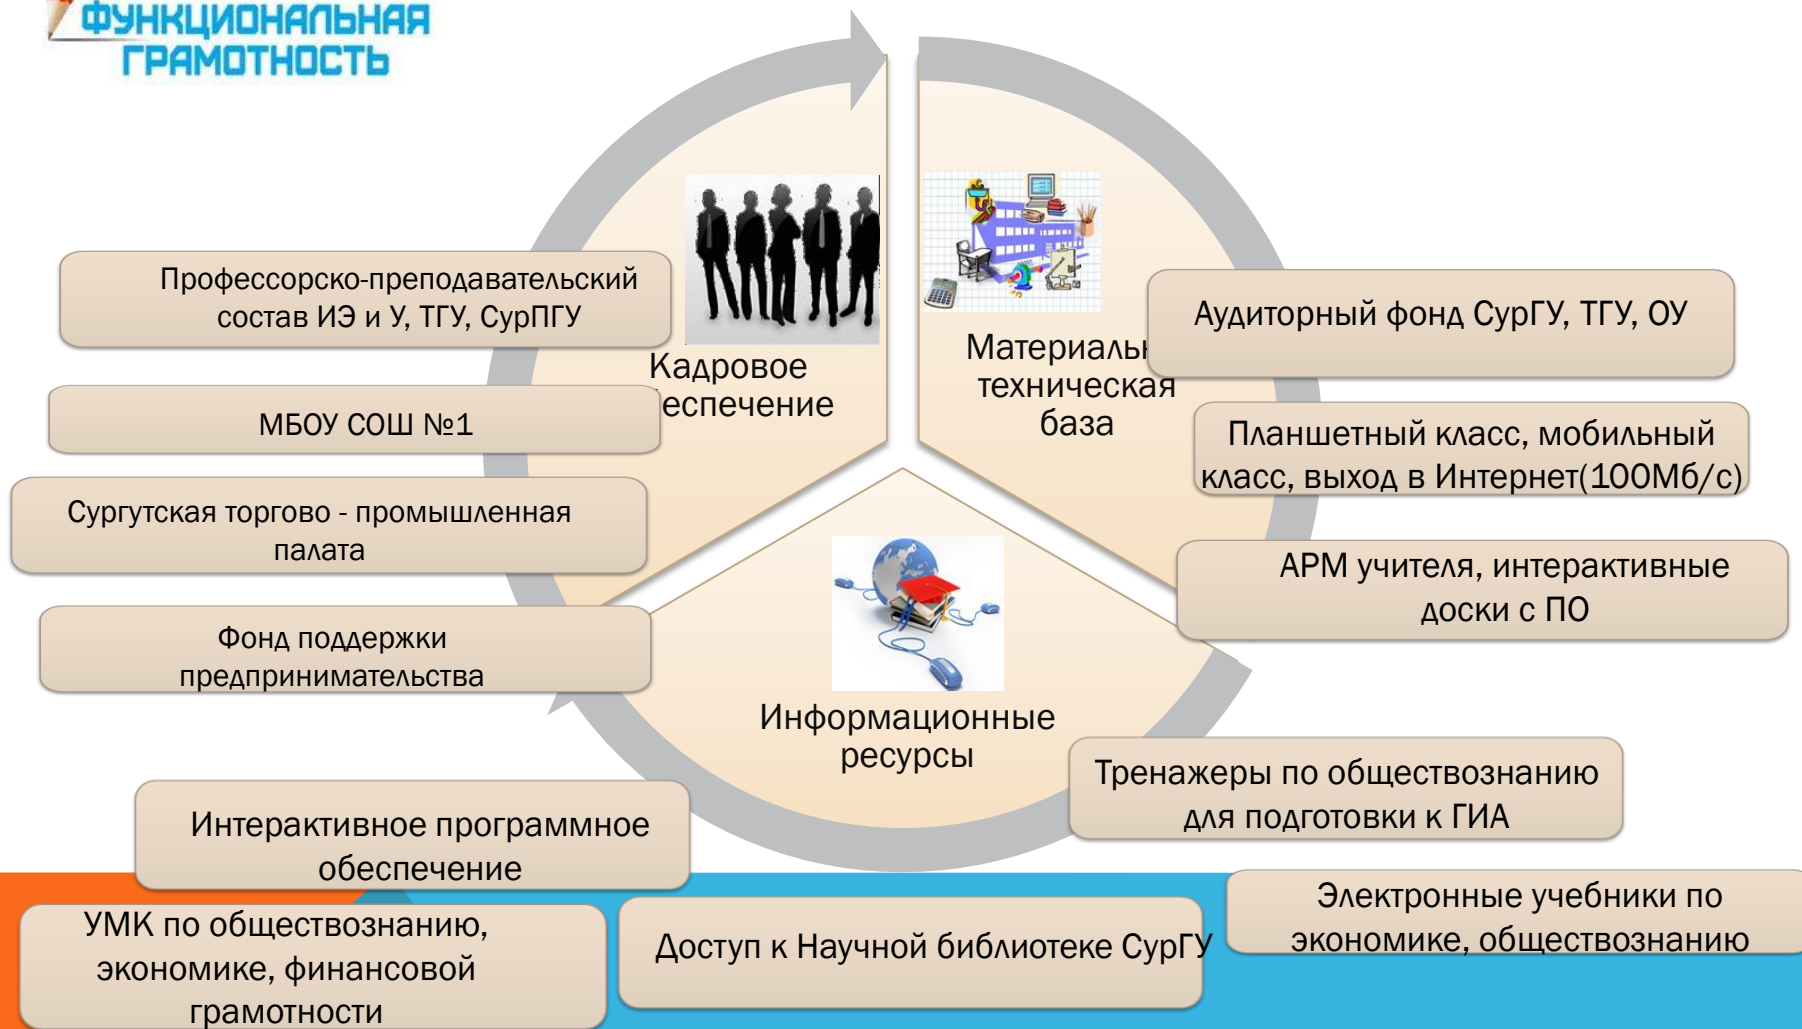 ФУНКЦИОНАЛЬНАЯ
ГРАМОТНОСТЬ
Профессорско-преподавательский
состав ИЭ и У, ТГУ, СурПГУ
МБОУ СОШ №1
Сургутская торгово - промышленная
палата
Фонд поддержки
предпринимательства
Кадровое
еспечение
Материаль
техническая
база
Аудиторный фонд СурГУ, ТГУ, ОУ
Планшетный класс, мобильный
класс, выход в Интернет(100Мб/с)
АРМ учителя, интерактивные
доски с ПО
Информационные
ресурсы
Тренажеры по обществознанию
для подготовки к ГИА
Интерактивное программное
обеспечение
УМК по обществознанию,
экономике, финансовой
грамотности
Доступ к Научной библиотеке СурГУ
Электронные учебники по
экономике, обществознанию